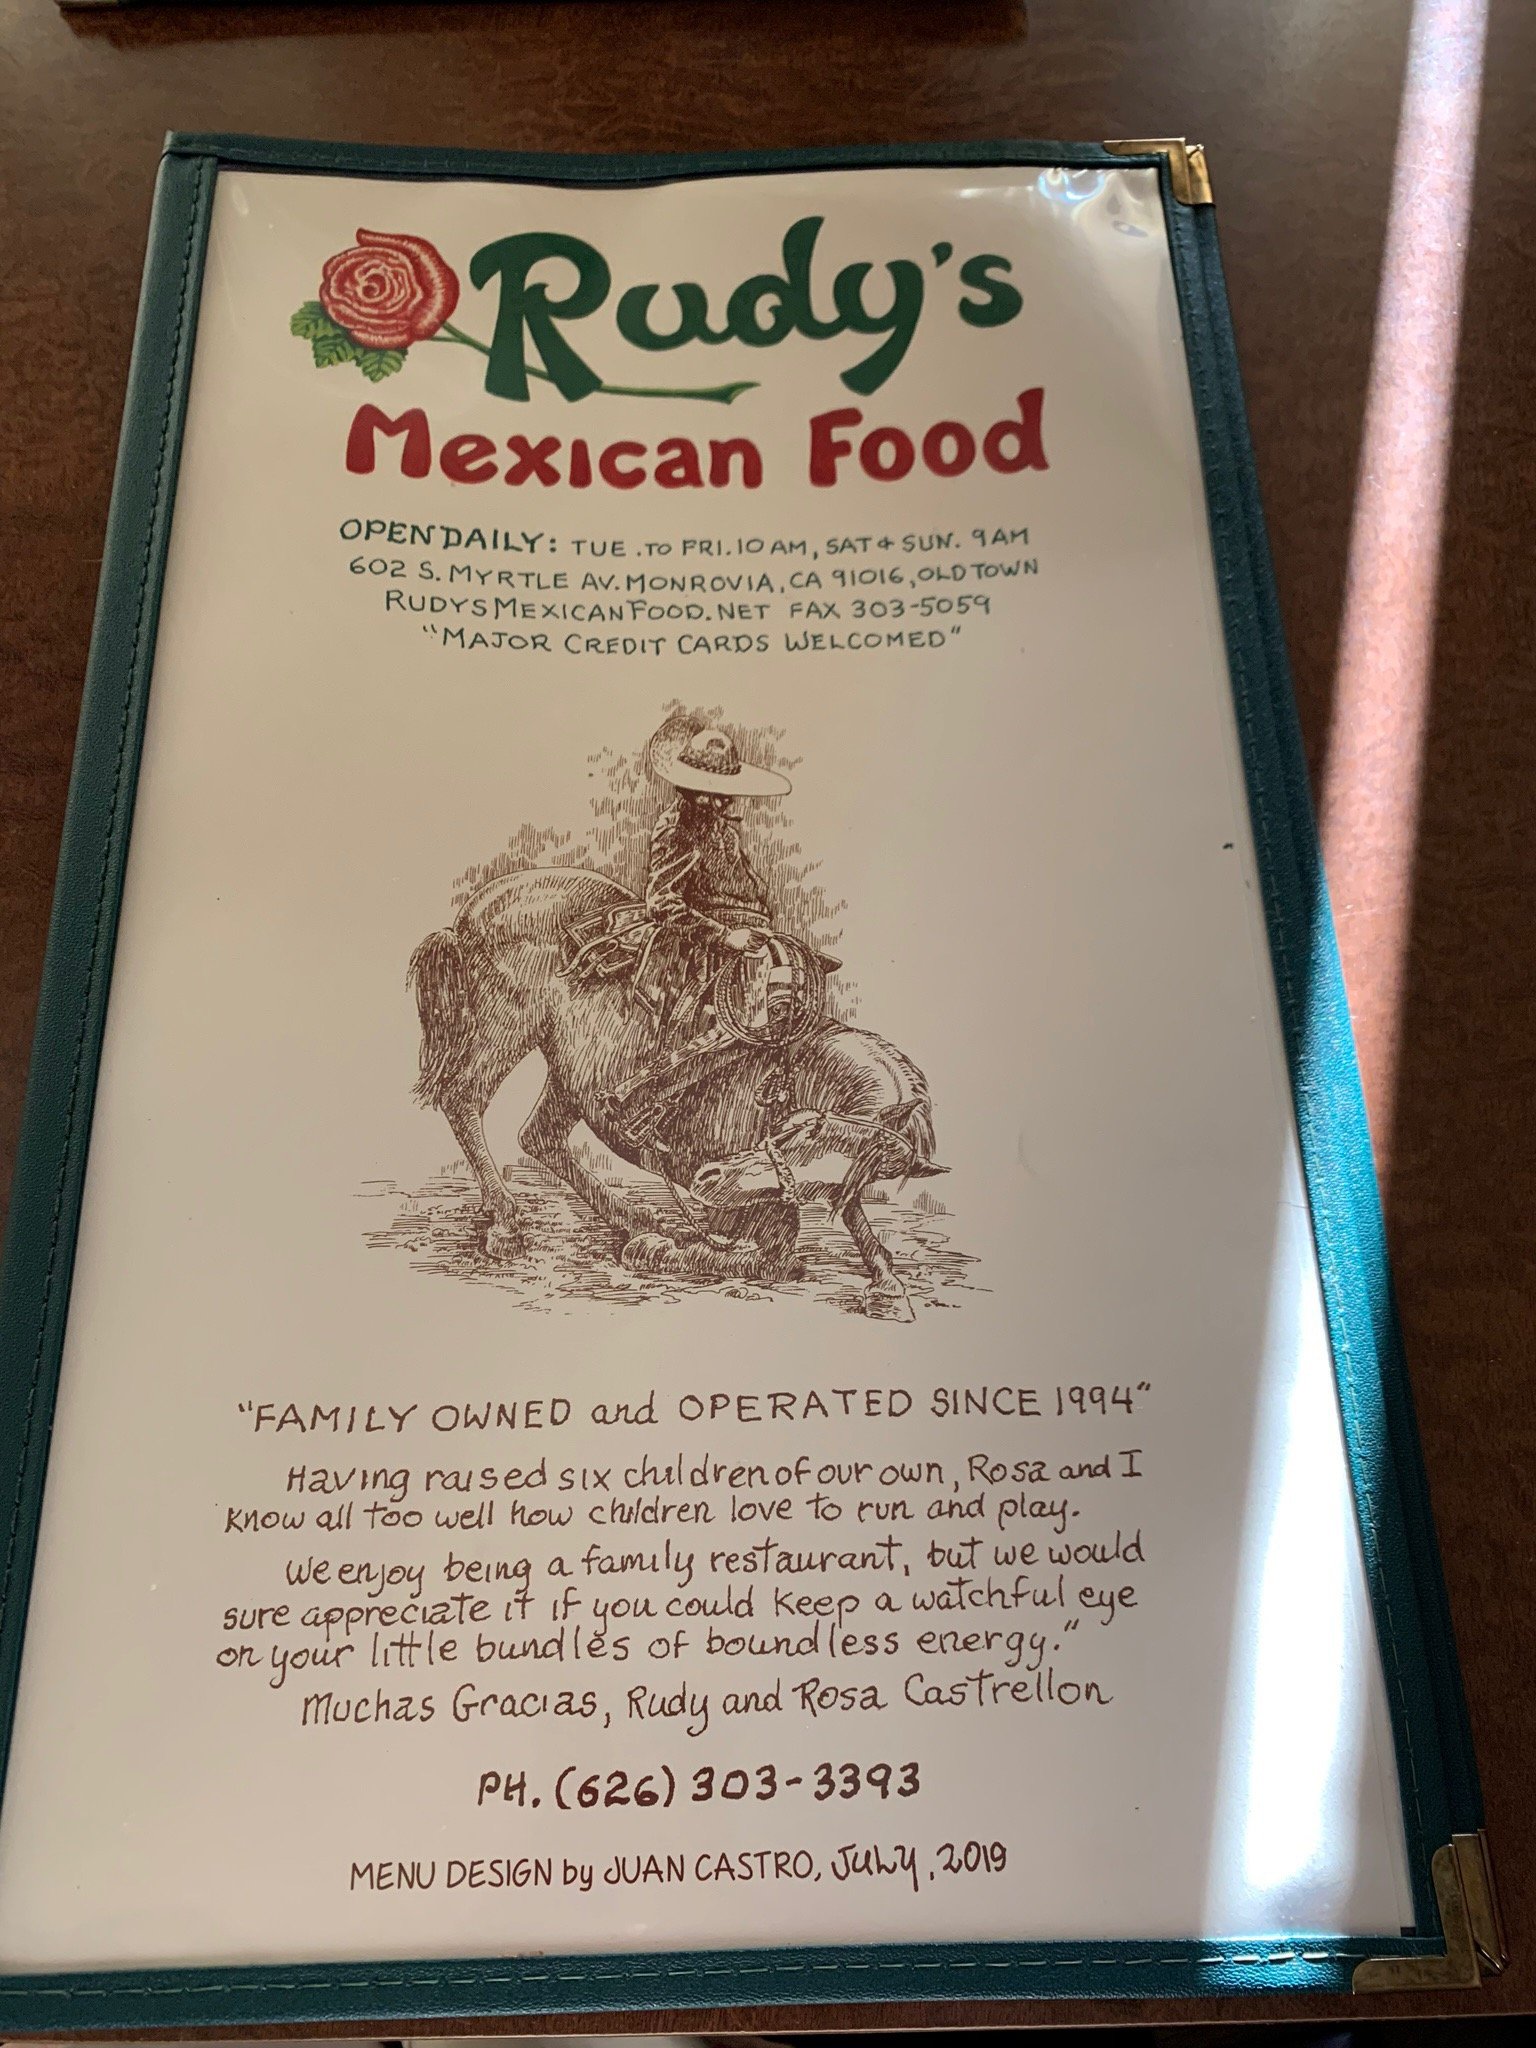 Rudy's
Mexican Food
OPEN DAILY: TUE. TO FRI. 10 AM, SAT & SUN. 9 AM
602 S. MYRTLE AV. MONROVIA, CA 91016, OLD TOWN
RUDYSMEXICANFOOD.NET FAX 303-5059
"MAJOR CREDIT CARDS WELCOMED"
"FAMILY OWNED and OPERATED SINCE 1994"
Having raised six children of our own, Rosa and I
know all too well how children love to run and play.
We enjoy being a family restaurant, but we would
sure appreciate it if you could keep a watchful eye
on your little bundles of boundless energy."
Muchas Gracias, Rudy and Rosa Castrellon
PH. (626) 303-3393
MENU DESIGN by JUAN CASTRO, JULY, 2019